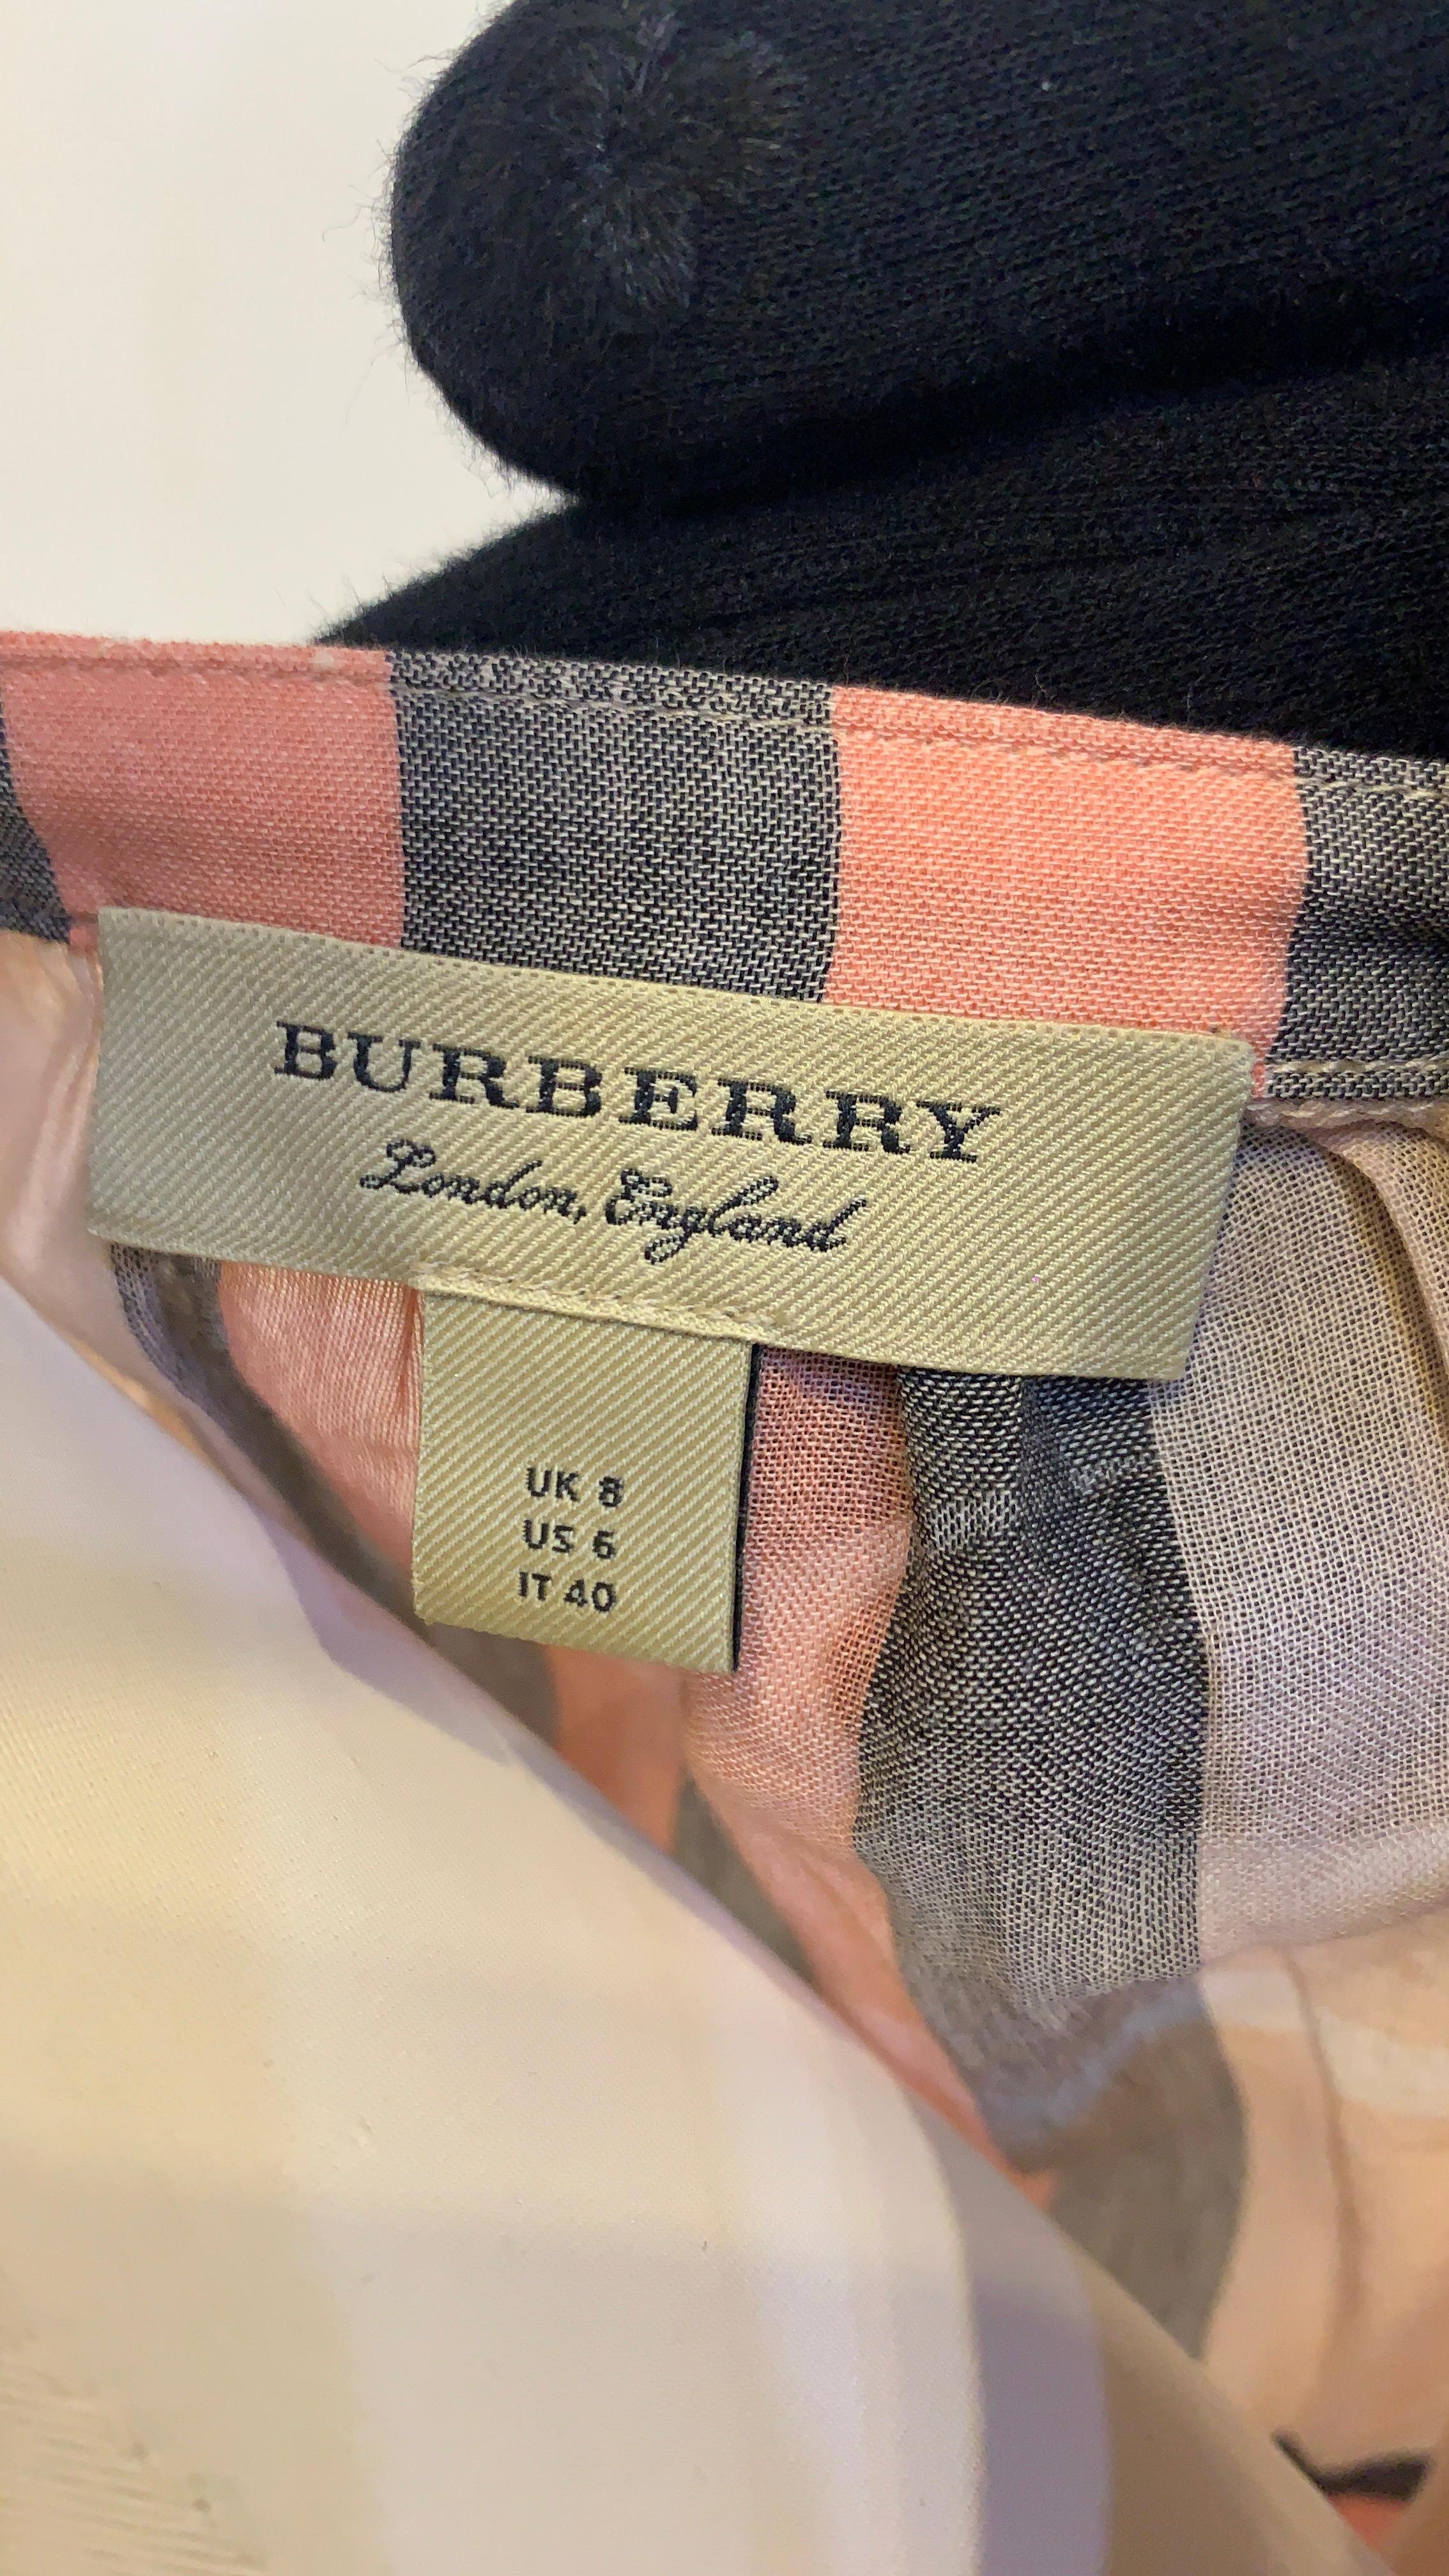 BURBERRY
London, England
UK 8
US 6
IT 40